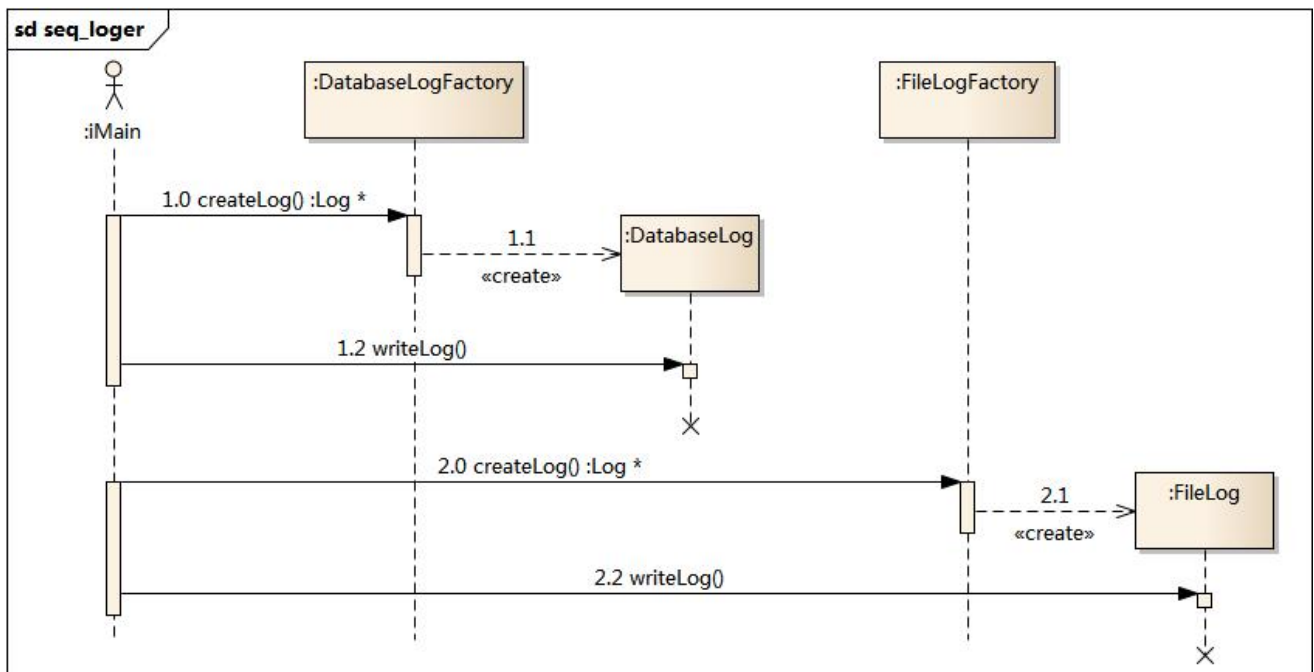 sd seq_loger
:iMain
:DatabaseLogFactory
:FileLogFactory
1.0 createLog() :Log *
:DatabaseLog
1.1
«create»
1.2 writeLog()
2.0 createLog() :Log *
:FileLog
2.1
«create»
2.2 writeLog()